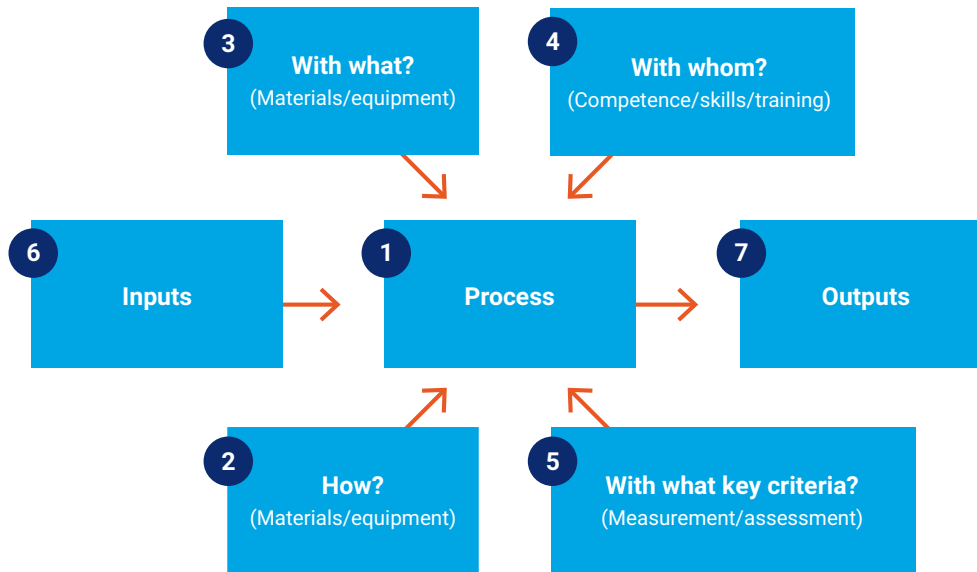 3
With what?
(Materials/equipment)
4
With whom?
(Competence/skills/training)
6
Inputs
1
Process
7
Outputs
2
How?
(Materials/equipment)
5
With what key criteria?
(Measurement/assessment)